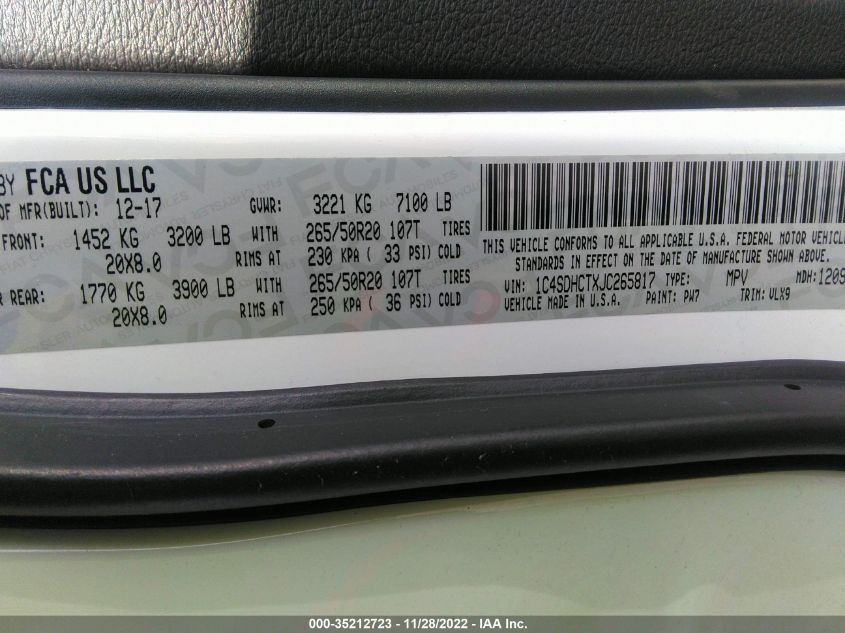 BY FCA US LLC
OF MFR(BUILT): 12-17 GVWR: 3221 KG 7100 LB
FRONT: 1452 KG 3200 LB WITH 265/50R20 107T TIRES
20X8.0 RIMS AT 230 KPA ( 33 PSI) COLD
REAR: 1770 KG 3900 LB WITH 265/50R20 107T TIRES
20X8.0 RIMS AT 250 KPA ( 36 PSI) COLD
THIS VEHICLE CONFORMS TO ALL APPLICABLE U.S.A. FEDERAL MOTOR VEHICLE
STANDARDS IN EFFECT ON THE DATE OF MANUFACTURE SHOWN ABOVE.
VIN: 1C4SDHCTXJC265817 TYPE: MPV MDH: 1209
VEHICLE MADE IN U.S.A. PAINT: PW7 TRIM: VLX9
000-35212723 - 11/28/2022 - IAA Inc.